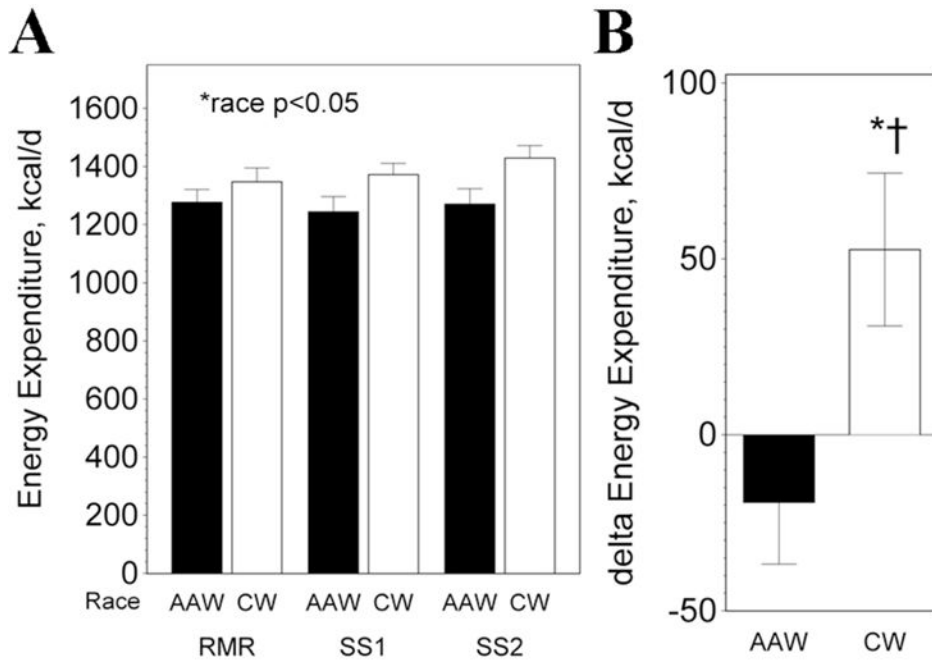 A
Energy Expenditure, kcal/d
1600
1400
1200
1000
800
600
400
200
0
*race p<0.05
Race AAW CW AAW CW AAW CW
RMR SS1 SS2
B
delta Energy Expenditure, kcal/d
100
50
0
-50
*†
AAW CW